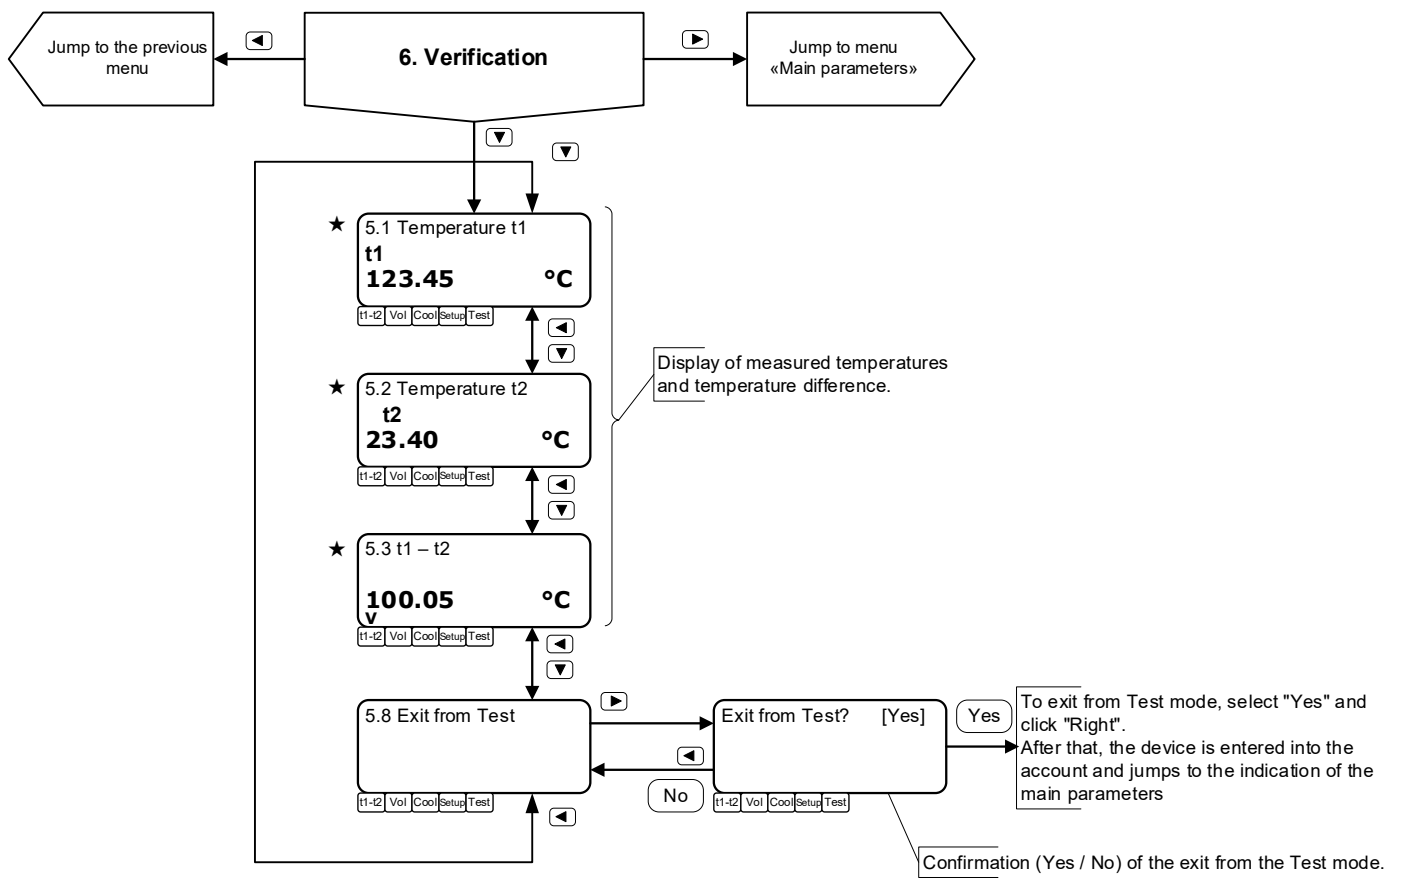 Jump to the previous
menu
6. Verification
Jump to menu
«Main parameters»
5.1 Temperature t1
t1
123.45 °C
t1-t2 Vol Cool Setup Test
5.2 Temperature t2
t2
23.40 °C
t1-t2 Vol Cool Setup Test
Display of measured temperatures
and temperature difference.
5.3 t1 – t2
100.05 °C
v
t1-t2 Vol Cool Setup Test
5.8 Exit from Test
t1-t2 Vol Cool Setup Test
Exit from Test? [Yes]
t1-t2 Vol Cool Setup Test
No
Yes
To exit from Test mode, select "Yes" and
click "Right".
After that, the device is entered into the
account and jumps to the indication of the
main parameters
Confirmation (Yes / No) of the exit from the Test mode.